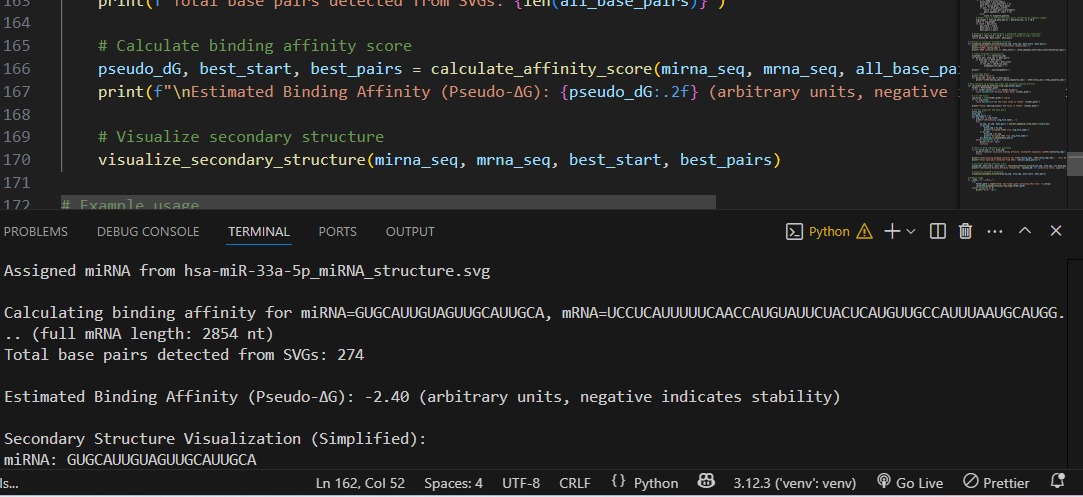 163 print(f"Total base pairs detected from SVGs: {len(all_base_pairs)}")
164
165 # Calculate binding affinity score
166 pseudo_dG, best_start, best_pairs = calculate_affinity_score(mirna_seq, mrna_seq, all_base_pa
167 print(f"\nEstimated Binding Affinity (Pseudo-ΔG): {pseudo_dG:.2f} (arbitrary units, negative
168
169 # Visualize secondary structure
170 visualize_secondary_structure(mirna_seq, mrna_seq, best_start, best_pairs)
171
172 # Example usage
PROBLEMS DEBUG CONSOLE TERMINAL PORTS OUTPUT Python
Assigned miRNA from hsa-miR-33a-5p_miRNA_structure.svg
Calculating binding affinity for miRNA=GUGCAUUGUAGUUGCAUUGCA, mRNA=UCCUCAUUUUUCAACCAUGUAUUCUACUCAUGUUGCCAUUUAAUGCAUGG.
.. (full mRNA length: 2854 nt)
Total base pairs detected from SVGs: 274
Estimated Binding Affinity (Pseudo-ΔG): -2.40 (arbitrary units, negative indicates stability)
Secondary Structure Visualization (Simplified):
miRNA: GUGCAUUGUAGUUGCAUUGCA
ls... Ln 162, Col 52 Spaces: 4 UTF-8 CRLF {} Python 3.12.3 ('venv': venv) Go Live Prettier